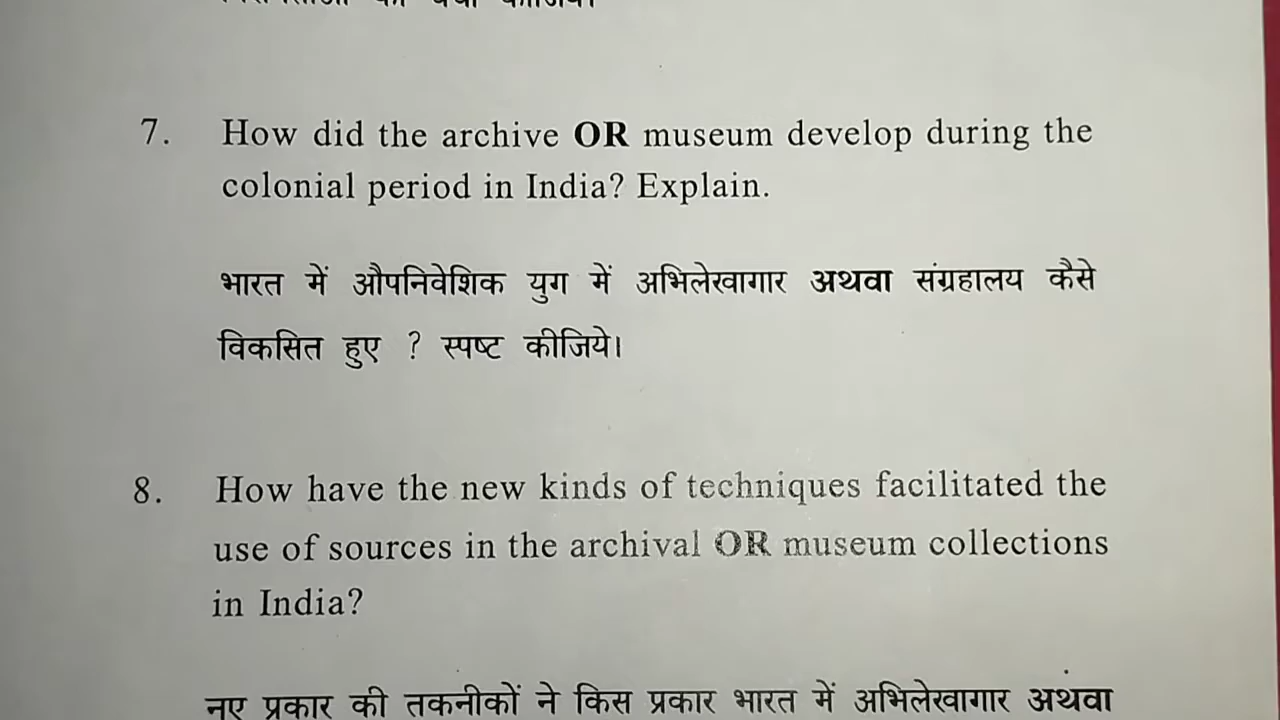 7. How did the archive OR museum develop during the
colonial period in India? Explain.
भारत में औपनिवेशिक युग में अभिलेखागार अथवा संग्रहालय कैसे
विकसित हुए ? स्पष्ट कीजिये।
8. How have the new kinds of techniques facilitated the
use of sources in the archival OR museum collections
in India?
नए प्रकार की तकनीकों ने किस प्रकार भारत में अभिलेखागार अथवा